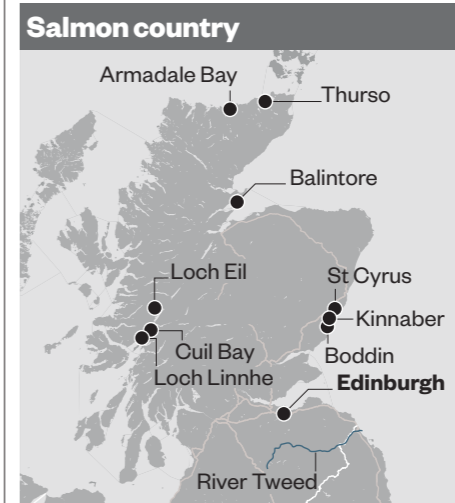 Salmon country
Armadale Bay
Thurso
Balintore
Loch Eil
St Cyrus
Kinnaber
Cuil Bay
Boddin
Loch Linnhe
Edinburgh
River Tweed